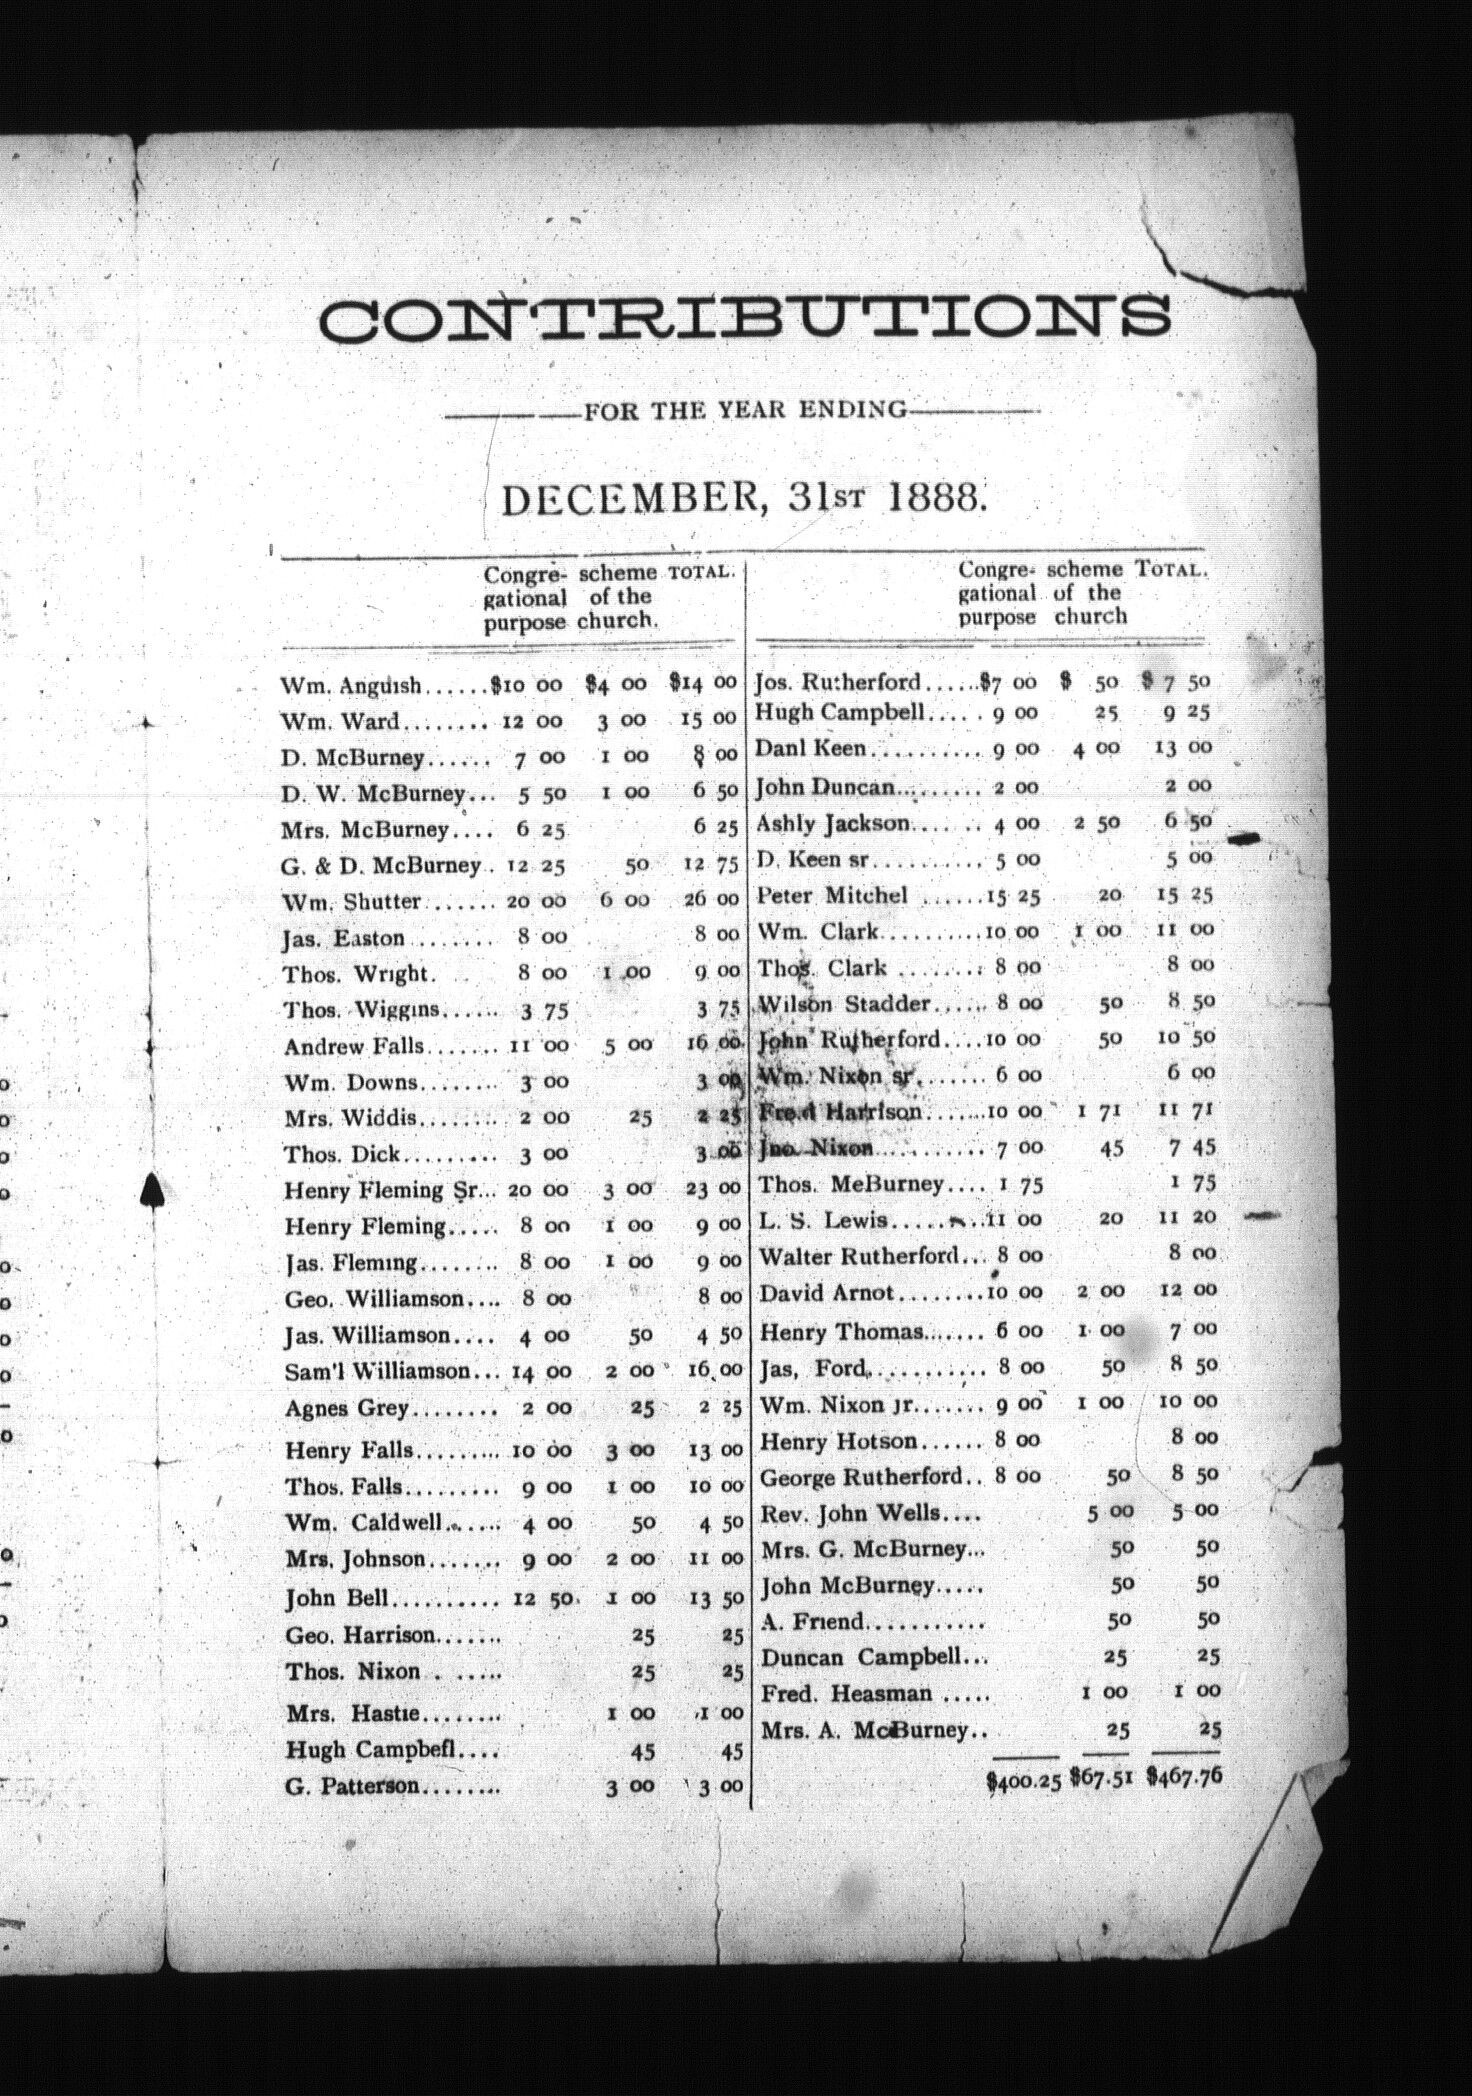 CONTRIBUTIONS
FOR THE YEAR ENDING
DECEMBER, 31ST 1888.
Congre- scheme TOTAL.
gational of the
purpose church.
Wm. Anguish......$10 00 $4 00 $14 00
Wm. Ward........ 12 00 3 00 15 00
D. McBurney...... 7 00 1 00 8 00
D. W. McBurney... 5 50 1 00 6 50
Mrs. McBurney.... 6 25 6 25
G. & D. McBurney.. 12 25 50 12 75
Wm. Shutter....... 20 00 6 00 26 00
Jas. Easton ....... 8 00 8 00
Thos. Wright. 8 00 1 00 9 00
Thos. Wiggins...... 3 75 3 75
Andrew Falls....... 11 00 5 00 16 00
Wm. Downs........ 3 00 3 00
Mrs. Widdis........ 2 00 25 2 25
Thos. Dick......... 3 00 3 00
Henry Fleming Sr... 20 00 3 00 23 00
Henry Fleming..... 8 00 1 00 9 00
Jas. Fleming........ 8 00 1 00 9 00
Geo. Williamson.... 8 00 8 00
Jas. Williamson.... 4 00 50 4 50
Sam'l Williamson... 14 00 2 00 16 00
Agnes Grey........ 2 00 25 2 25
Henry Falls......... 10 00 3 00 13 00
Thos. Falls......... 9 00 1 00 10 00
Wm. Caldwell...... 4 00 50 4 50
Mrs. Johnson....... 9 00 2 00 11 00
John Bell.......... 12 50 1 00 13 50
Geo. Harrison....... 25 25
Thos. Nixon . ..... 25 25
Mrs. Hastie........ 1 00 1 00
Hugh Campbell.... 45 45
G. Patterson........ 3 00 3 00
Congre- scheme TOTAL.
gational of the
purpose church
Jos. Rutherford......$7 00 $ 50 $ 7 50
Hugh Campbell..... 9 00 25 9 25
Danl Keen.......... 9 00 4 00 13 00
John Duncan......... 2 00 2 00
Ashly Jackson...... 4 00 2 50 6 50
D. Keen sr.......... 5 00 5 00
Peter Mitchel ......15 25 20 15 25
Wm. Clark..........10 00 1 00 11 00
Thos. Clark ........ 8 00 8 00
Wilson Stadder...... 8 00 50 8 50
John Rutherford....10 00 50 10 50
Wm. Nixon sr....... 6 00 6 00
Fred Harrison.......10 00 1 71 11 71
Jno. Nixon.......... 7 00 45 7 45
Thos. MeBurney.... 1 75 1 75
L. S. Lewis........11 00 20 11 20
Walter Rutherford... 8 00 8 00
David Arnot........10 00 2 00 12 00
Henry Thomas....... 6 00 1 00 7 00
Jas, Ford........... 8 00 50 8 50
Wm. Nixon jr....... 9 00 1 00 10 00
Henry Hotson...... 8 00 8 00
George Rutherford.. 8 00 50 8 50
Rev. John Wells.... 5 00 5 00
Mrs. G. McBurney... 50 50
John McBurney..... 50 50
A. Friend........... 50 50
Duncan Campbell... 25 25
Fred. Heasman ..... 1 00 1 00
Mrs. A. McBurney.. 25 25
$400.25 $67.51 $467.76